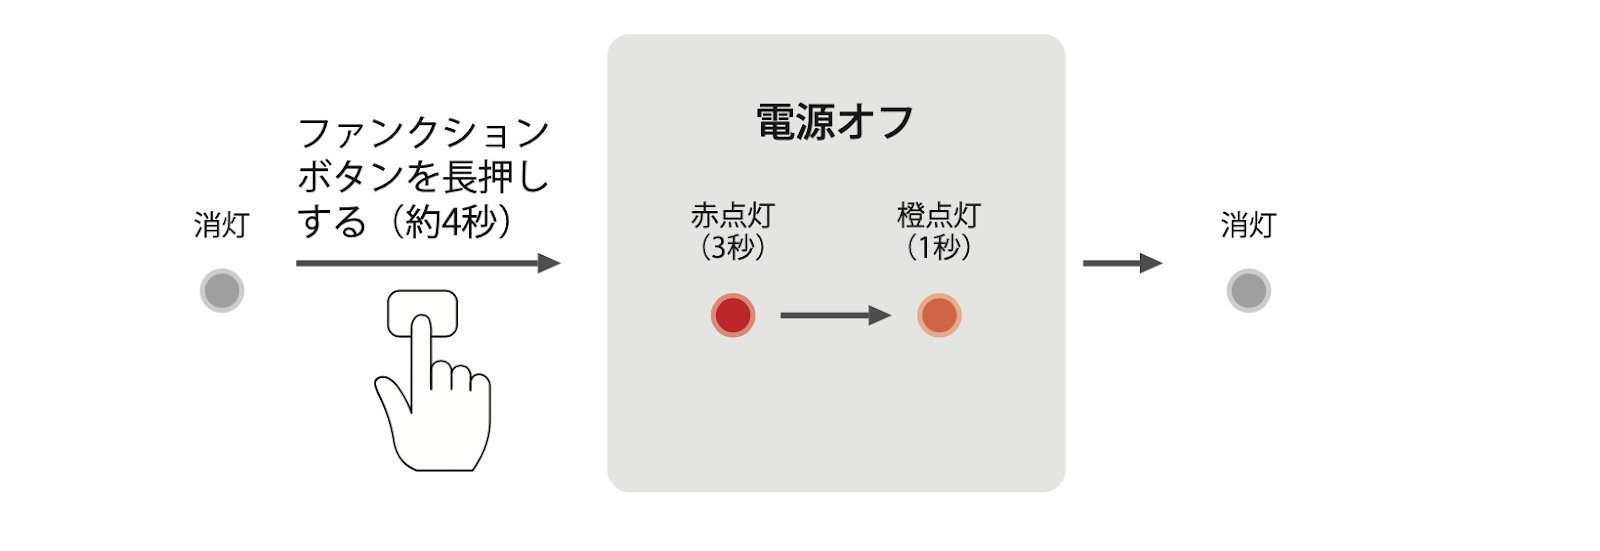 消灯
ファンクション
ボタンを長押し
する（約4秒）
電源オフ
赤点灯
（3秒）
橙点灯
（1秒）
消灯